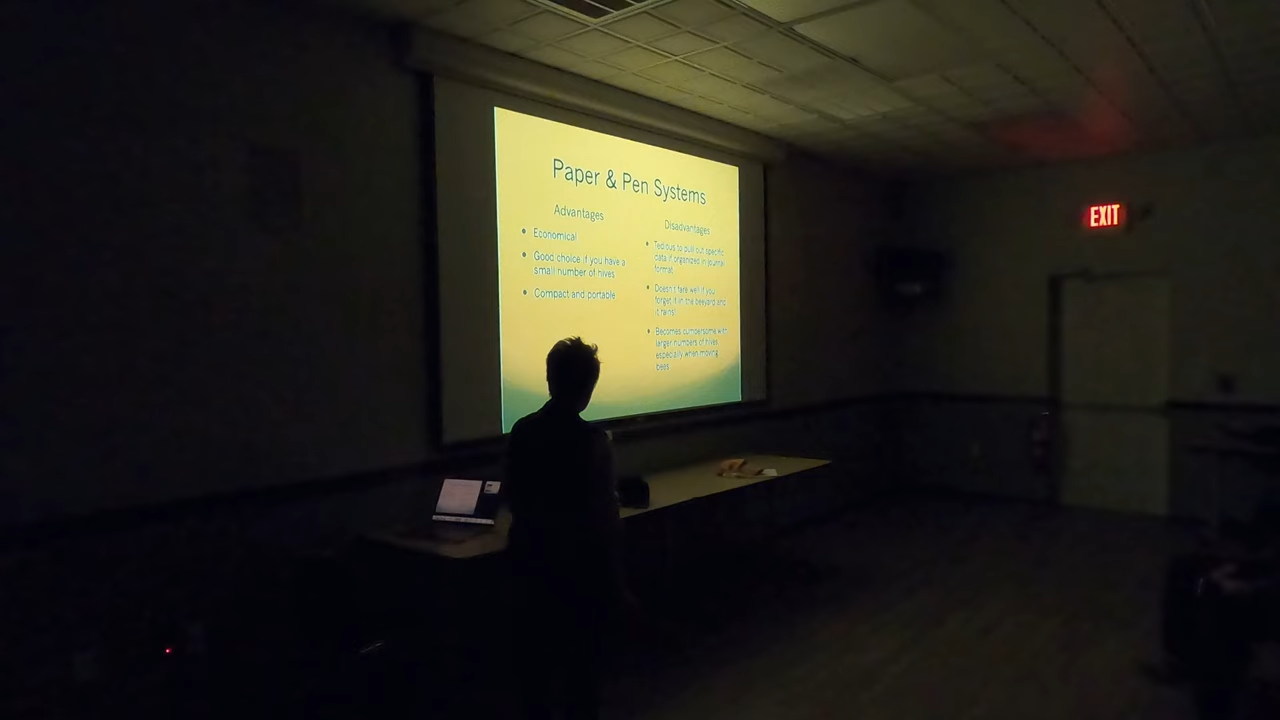 Paper & Pen Systems
Advantages
Economical
Good choice if you have a
small number of hives
Compact and portable
Disadvantages
Tedious to pull out specific
data if organized in journal
format.
Doesn't fare well if you
forget it in the beeyard and
it rains!
Becomes cumbersome with
larger numbers of hives,
especially when moving
bees
EXIT